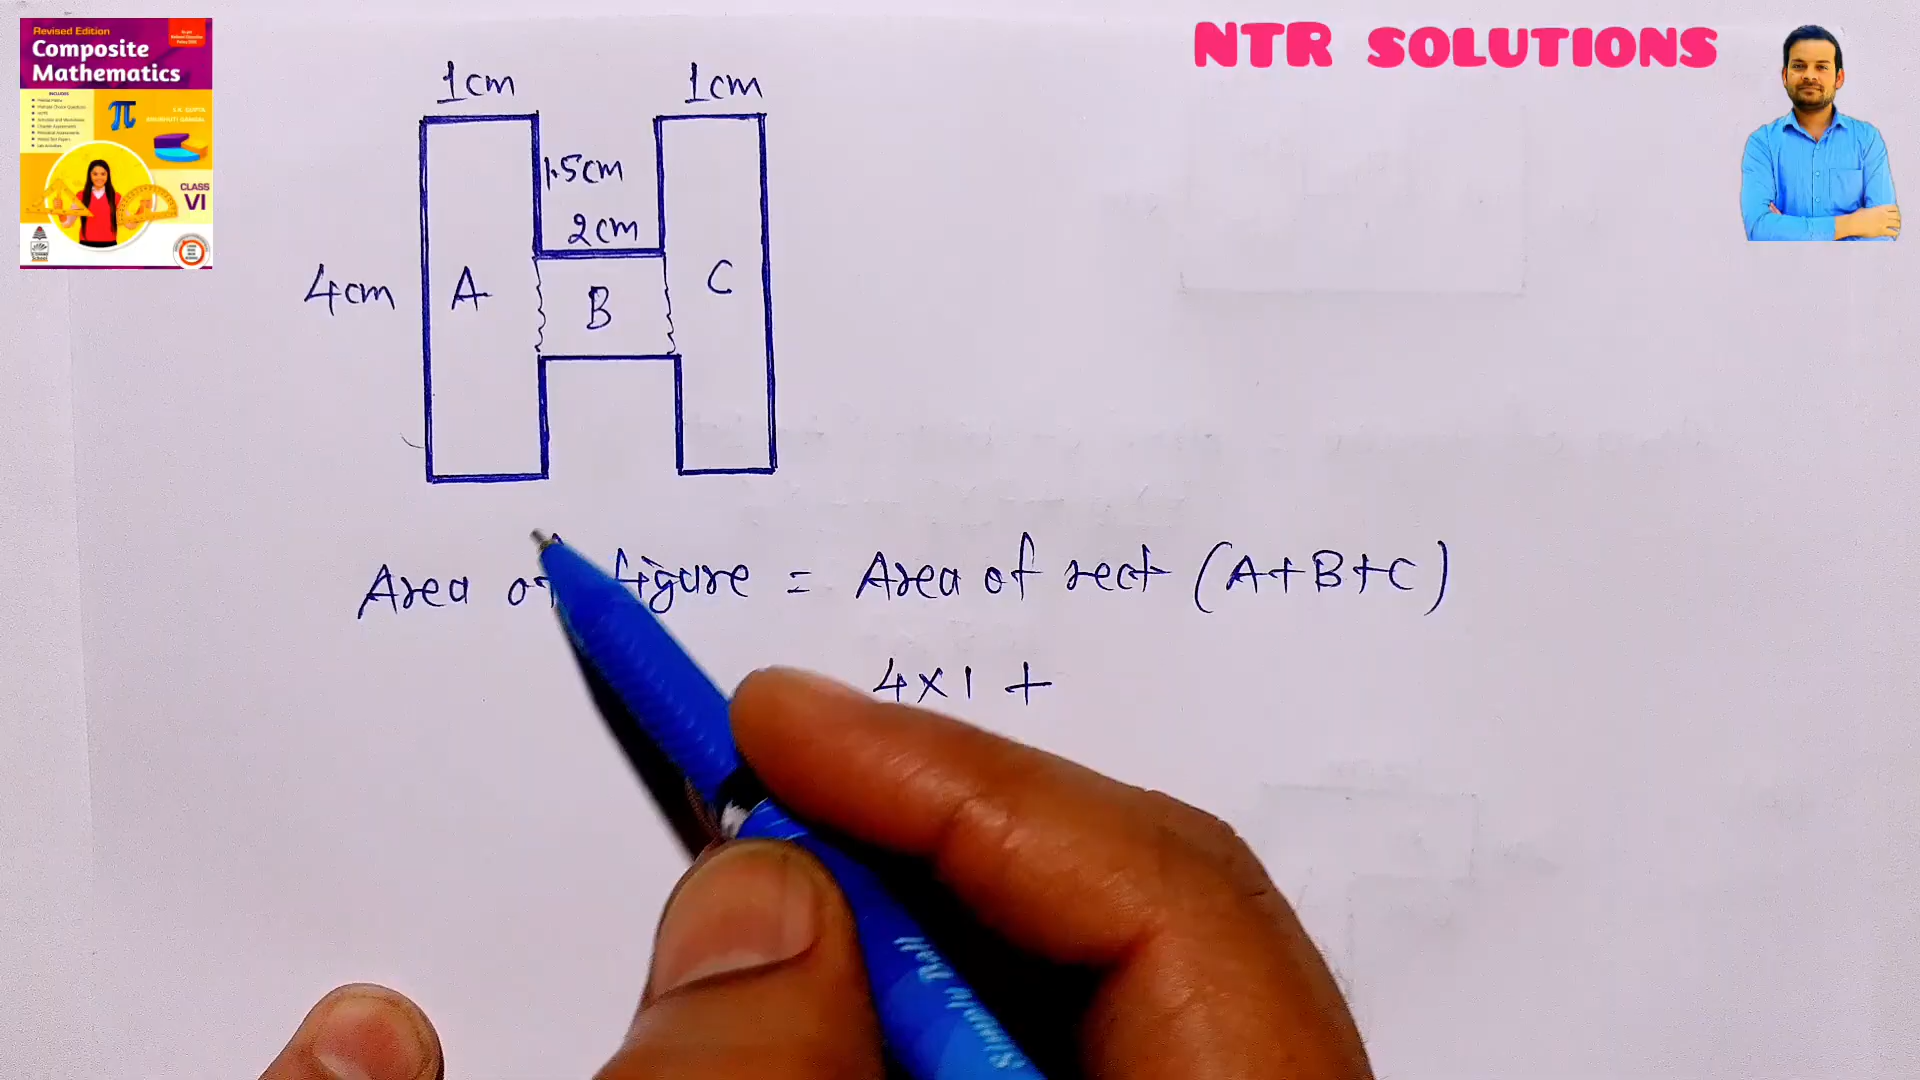 NTR SOLUTIONS
Revised Edition
Composite
Mathematics
CLASS
VI
1cm
1cm
1.5cm
2cm
4cm
A
B
C
Area of figure = Area of rect (A+B+C)
4×1 +